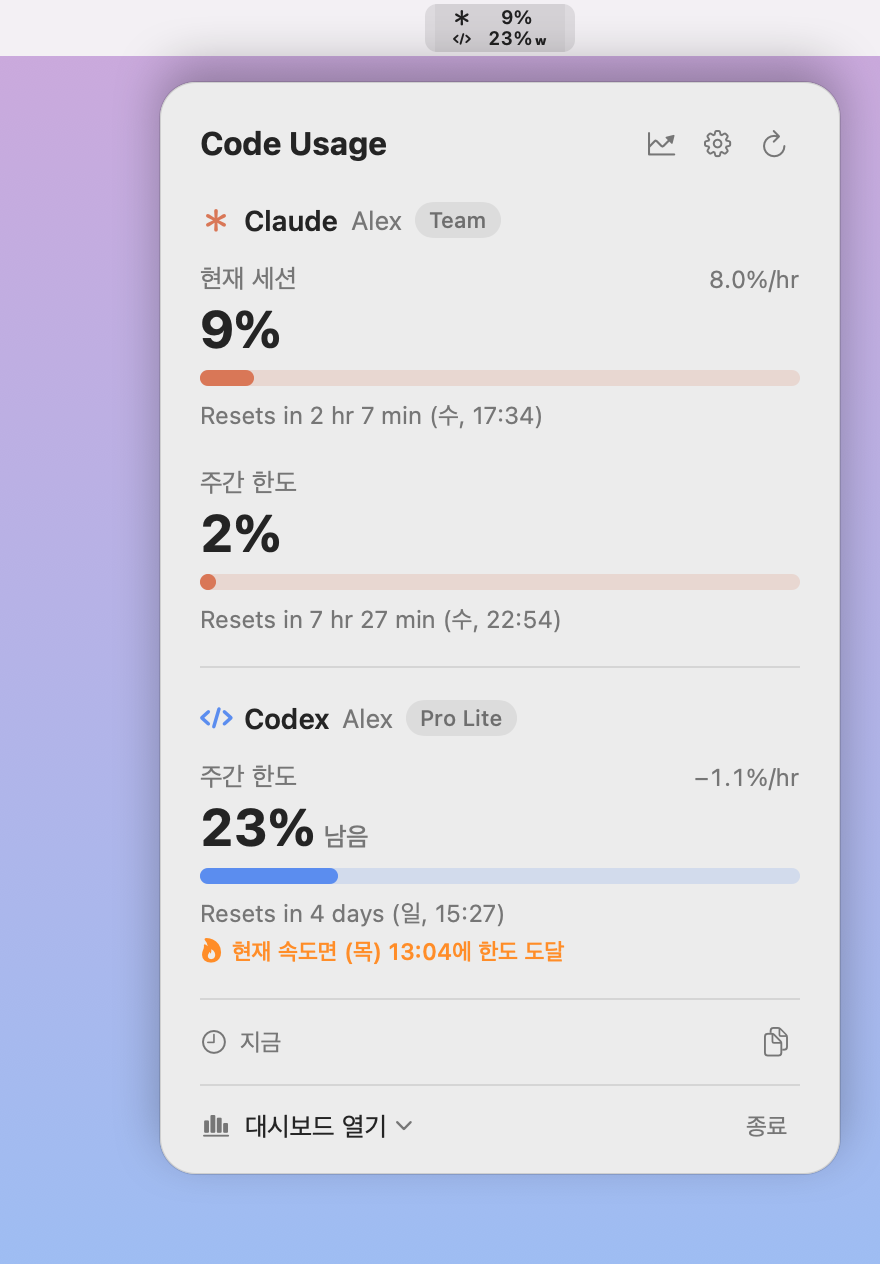 9%
</> 23% w
Code Usage
Claude Alex Team
현재 세션 8.0%/hr
9%
Resets in 2 hr 7 min (수, 17:34)
주간 한도
2%
Resets in 7 hr 27 min (수, 22:54)
</> Codex Alex Pro Lite
주간 한도 −1.1%/hr
23% 남음
Resets in 4 days (일, 15:27)
현재 속도면 (목) 13:04에 한도 도달
지금
대시보드 열기 종료